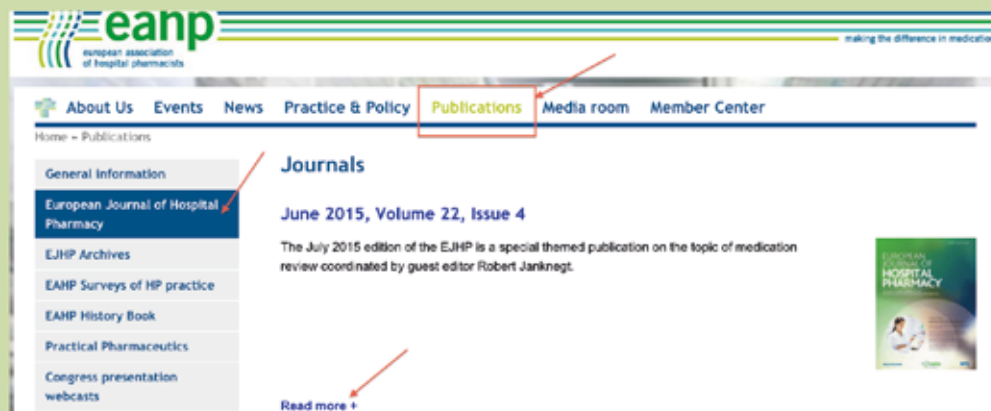 eahp
european association
of hospital pharmacists
making the difference in medication
About Us Events News Practice & Policy Publications Media room Member Center
Home - Publications
General information
European Journal of Hospital
Pharmacy
EJHP Archives
EAHP Surveys of HP practice
EAHP History Book
Practical Pharmaceutics
Congress presentation
webcasts
Journals
June 2015, Volume 22, Issue 4
The July 2015 edition of the EJHP is a special themed publication on the topic of medication
review coordinated by guest editor Robert Janknegt.
Read more +
EUROPEAN
JOURNAL OF
HOSPITAL
PHARMACY